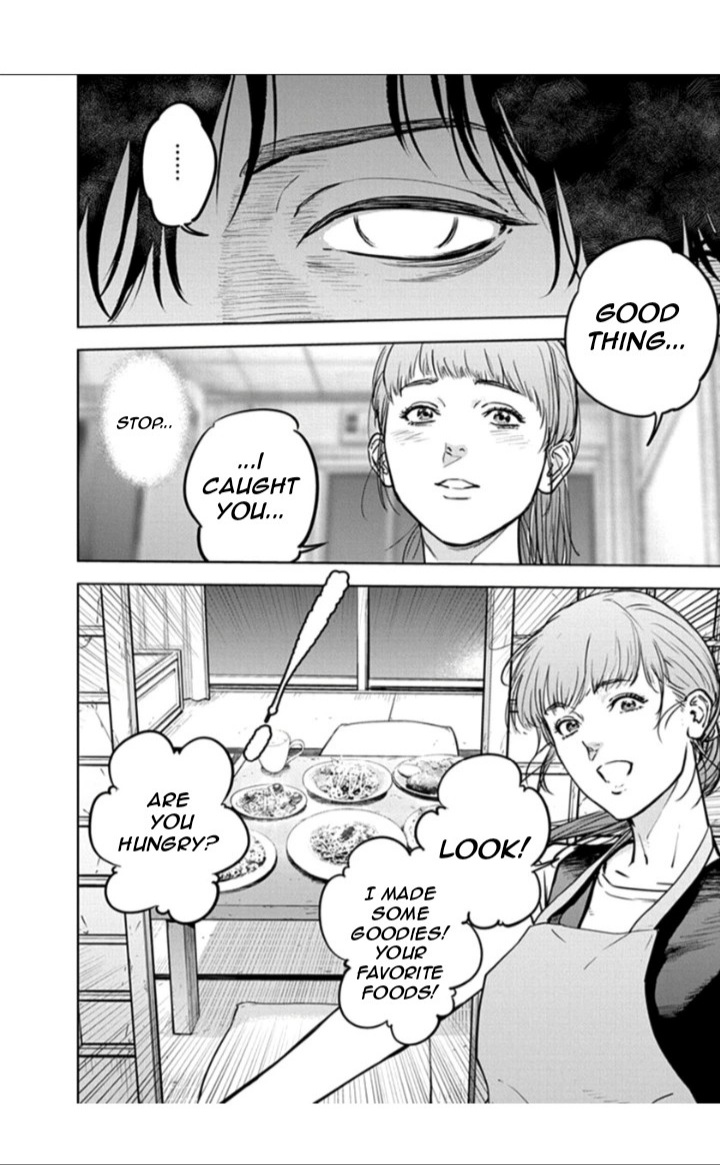 ........
GOOD
THING...
...I
CAUGHT
YOU...
STOP...
LOOK!
I MADE
SOME
GOODIES!
YOUR
FAVORITE
FOODS!
ARE
YOU
HUNGRY?